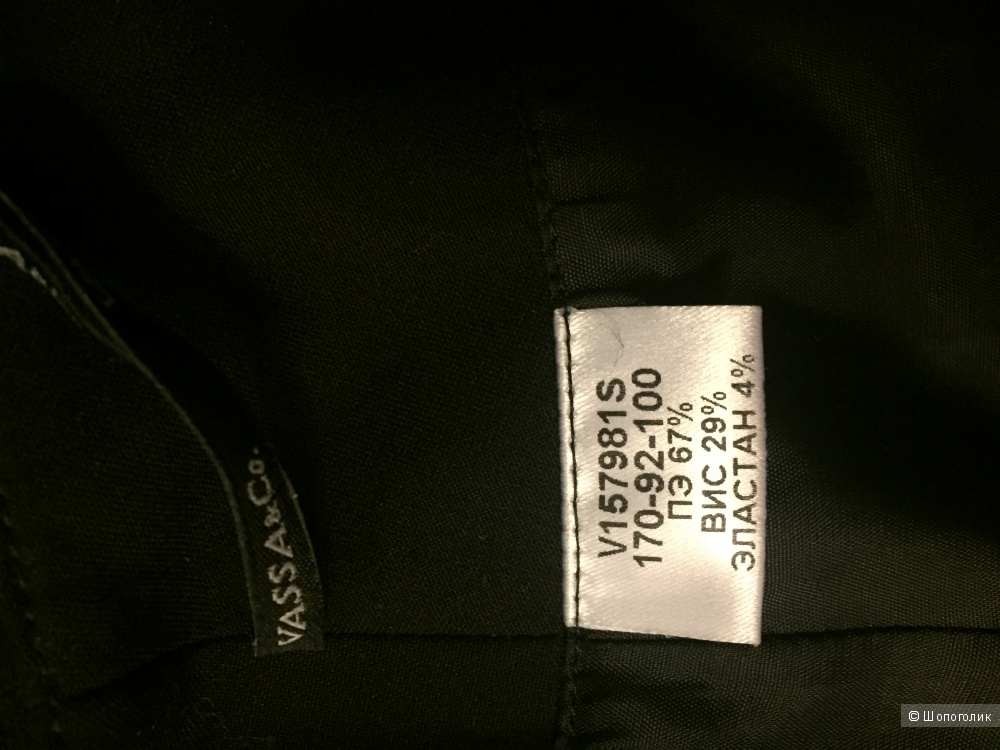 VASSA&Co.
V157981S
170-92-100
ПЭ 67%
ВИС 29%
ЭЛАСТАН 4%
© Шопоголик